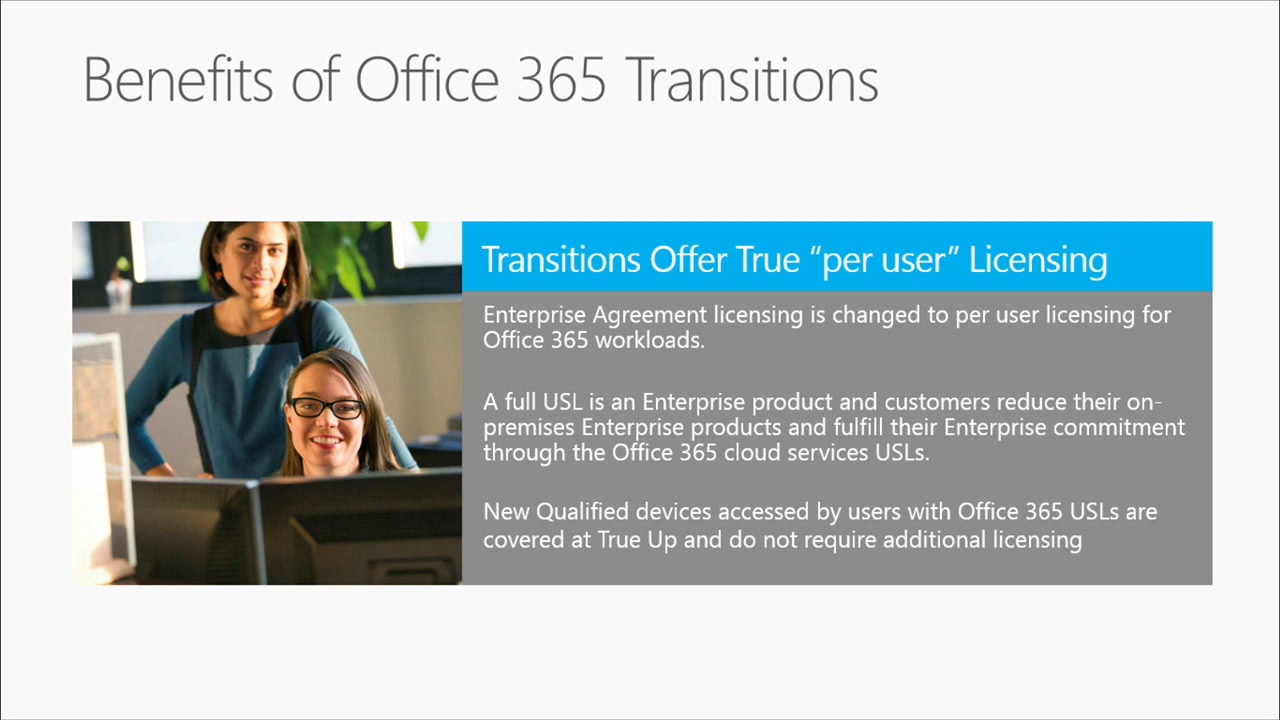 Benefits of Office 365 Transitions
Transitions Offer True “per user” Licensing
Enterprise Agreement licensing is changed to per user licensing for
Office 365 workloads.
A full USL is an Enterprise product and customers reduce their on-
premises Enterprise products and fulfill their Enterprise commitment
through the Office 365 cloud services USLs.
New Qualified devices accessed by users with Office 365 USLs are
covered at True Up and do not require additional licensing